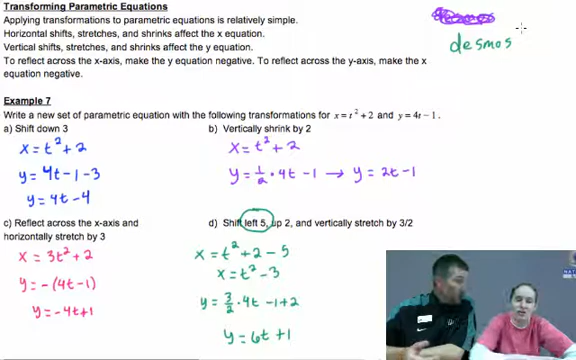 Transforming Parametric Equations
Applying transformations to parametric equations is relatively simple.
Horizontal shifts, stretches, and shrinks affect the x equation.
Vertical shifts, stretches, and shrinks affect the y equation.
To reflect across the x-axis, make the y equation negative. To reflect across the y-axis, make the x
equation negative.
desmos
Example 7
Write a new set of parametric equation with the following transformations for x = t² + 2 and y = 4t − 1.
a) Shift down 3
x = t² + 2
y = 4t - 1 - 3
y = 4t - 4
b) Vertically shrink by 2
x = t² + 2
y = 1/2 · 4t - 1 → y = 2t - 1
c) Reflect across the x-axis and
horizontally stretch by 3
x = 3t² + 2
y = -(4t - 1)
y = -4t + 1
d) Shift left 5, up 2, and vertically stretch by 3/2
x = t² + 2 - 5
x = t² - 3
y = 3/2 · 4t - 1 + 2
y = 6t + 1